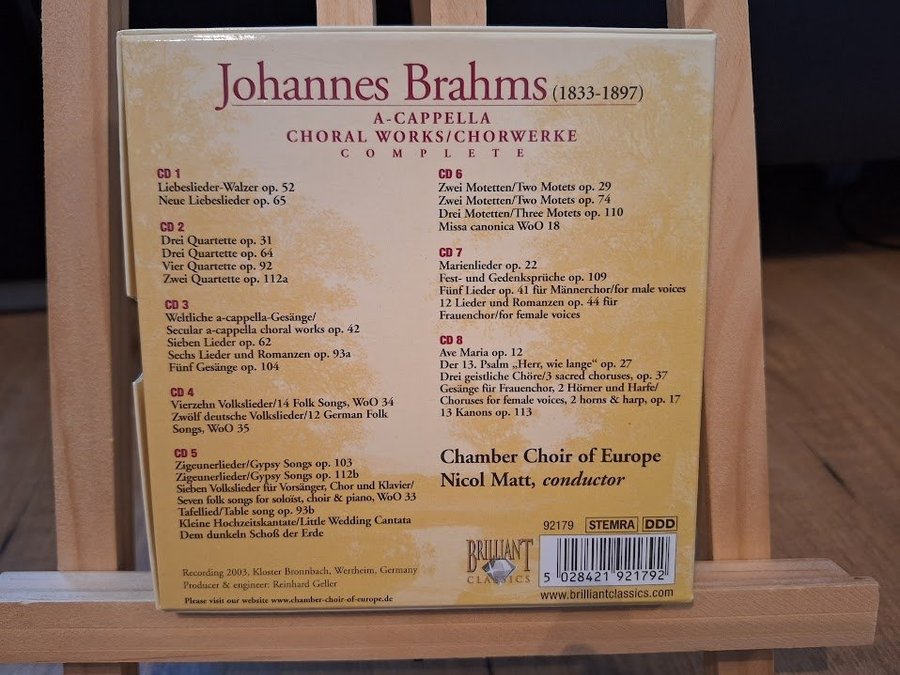 Johannes Brahms (1833-1897)
A-CAPPELLA
CHORAL WORKS/CHORWERKE
COMPLETE
CD 1
Liebeslieder-Walzer op. 52
Neue Liebeslieder op. 65
CD 2
Drei Quartette op. 31
Drei Quartette op. 64
Vier Quartette op. 92
Zwei Quartette op. 112a
CD 3
Weltliche a-cappella-Gesänge/
Secular a-cappella choral works op. 42
Sieben Lieder op. 62
Sechs Lieder und Romanzen op. 93a
Fünf Gesänge op. 104
CD 4
Vierzehn Volkslieder/14 Folk Songs, WoO 34
Zwölf deutsche Volkslieder/12 German Folk
Songs, WoO 35
CD 5
Zigeunerlieder/Gypsy Songs op. 103
Zigeunerlieder/Gypsy Songs op. 112b
Sieben Volkslieder für Vorsänger, Chor und Klavier/
Seven folk songs for soloist, choir & piano, WoO 33
Tafellied/Table song op. 93b
Kleine Hochzeitskantate/Little Wedding Cantata
Dem dunkeln Schoß der Erde
Recording 2003, Kloster Bronnbach, Wertheim, Germany
Producer & engineer: Reinhard Geller
Please visit our website www.chamber-choir-of-europe.de
CD 6
Zwei Motetten/Two Motets op. 29
Zwei Motetten/Two Motets op. 74
Drei Motetten/Three Motets op. 110
Missa canonica WoO 18
CD 7
Marienlieder op. 22
Fest- und Gedenksprüche op. 109
Fünf Lieder op. 41 für Männerchor/for male voices
12 Lieder und Romanzen op. 44 für
Frauenchor/for female voices
CD 8
Ave Maria op. 12
Der 13. Psalm „Herr, wie lange“ op. 27
Drei geistliche Chöre/3 sacred choruses, op. 37
Gesänge für Frauenchor, 2 Hörner und Harfe/
Choruses for female voices, 2 horns & harp, op. 17
13 Kanons op. 113
Chamber Choir of Europe
Nicol Matt, conductor
92179 STEMRA DDD
BRILLIANT
CLASSICS
5 028421 921792
www.brilliantclassics.com